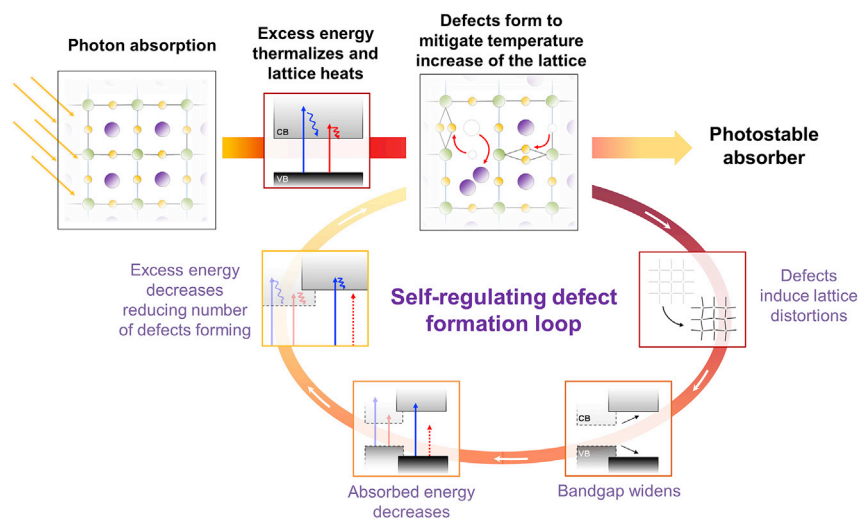 Photon absorption
Excess energy
thermalizes and
lattice heats
Defects form to
mitigate temperature
increase of the lattice
CB
VB
Photostable
absorber
Excess energy
decreases
reducing number
of defects forming
Self-regulating defect
formation loop
Defects
induce lattice
distortions
CB
VB
Absorbed energy
decreases
Bandgap widens